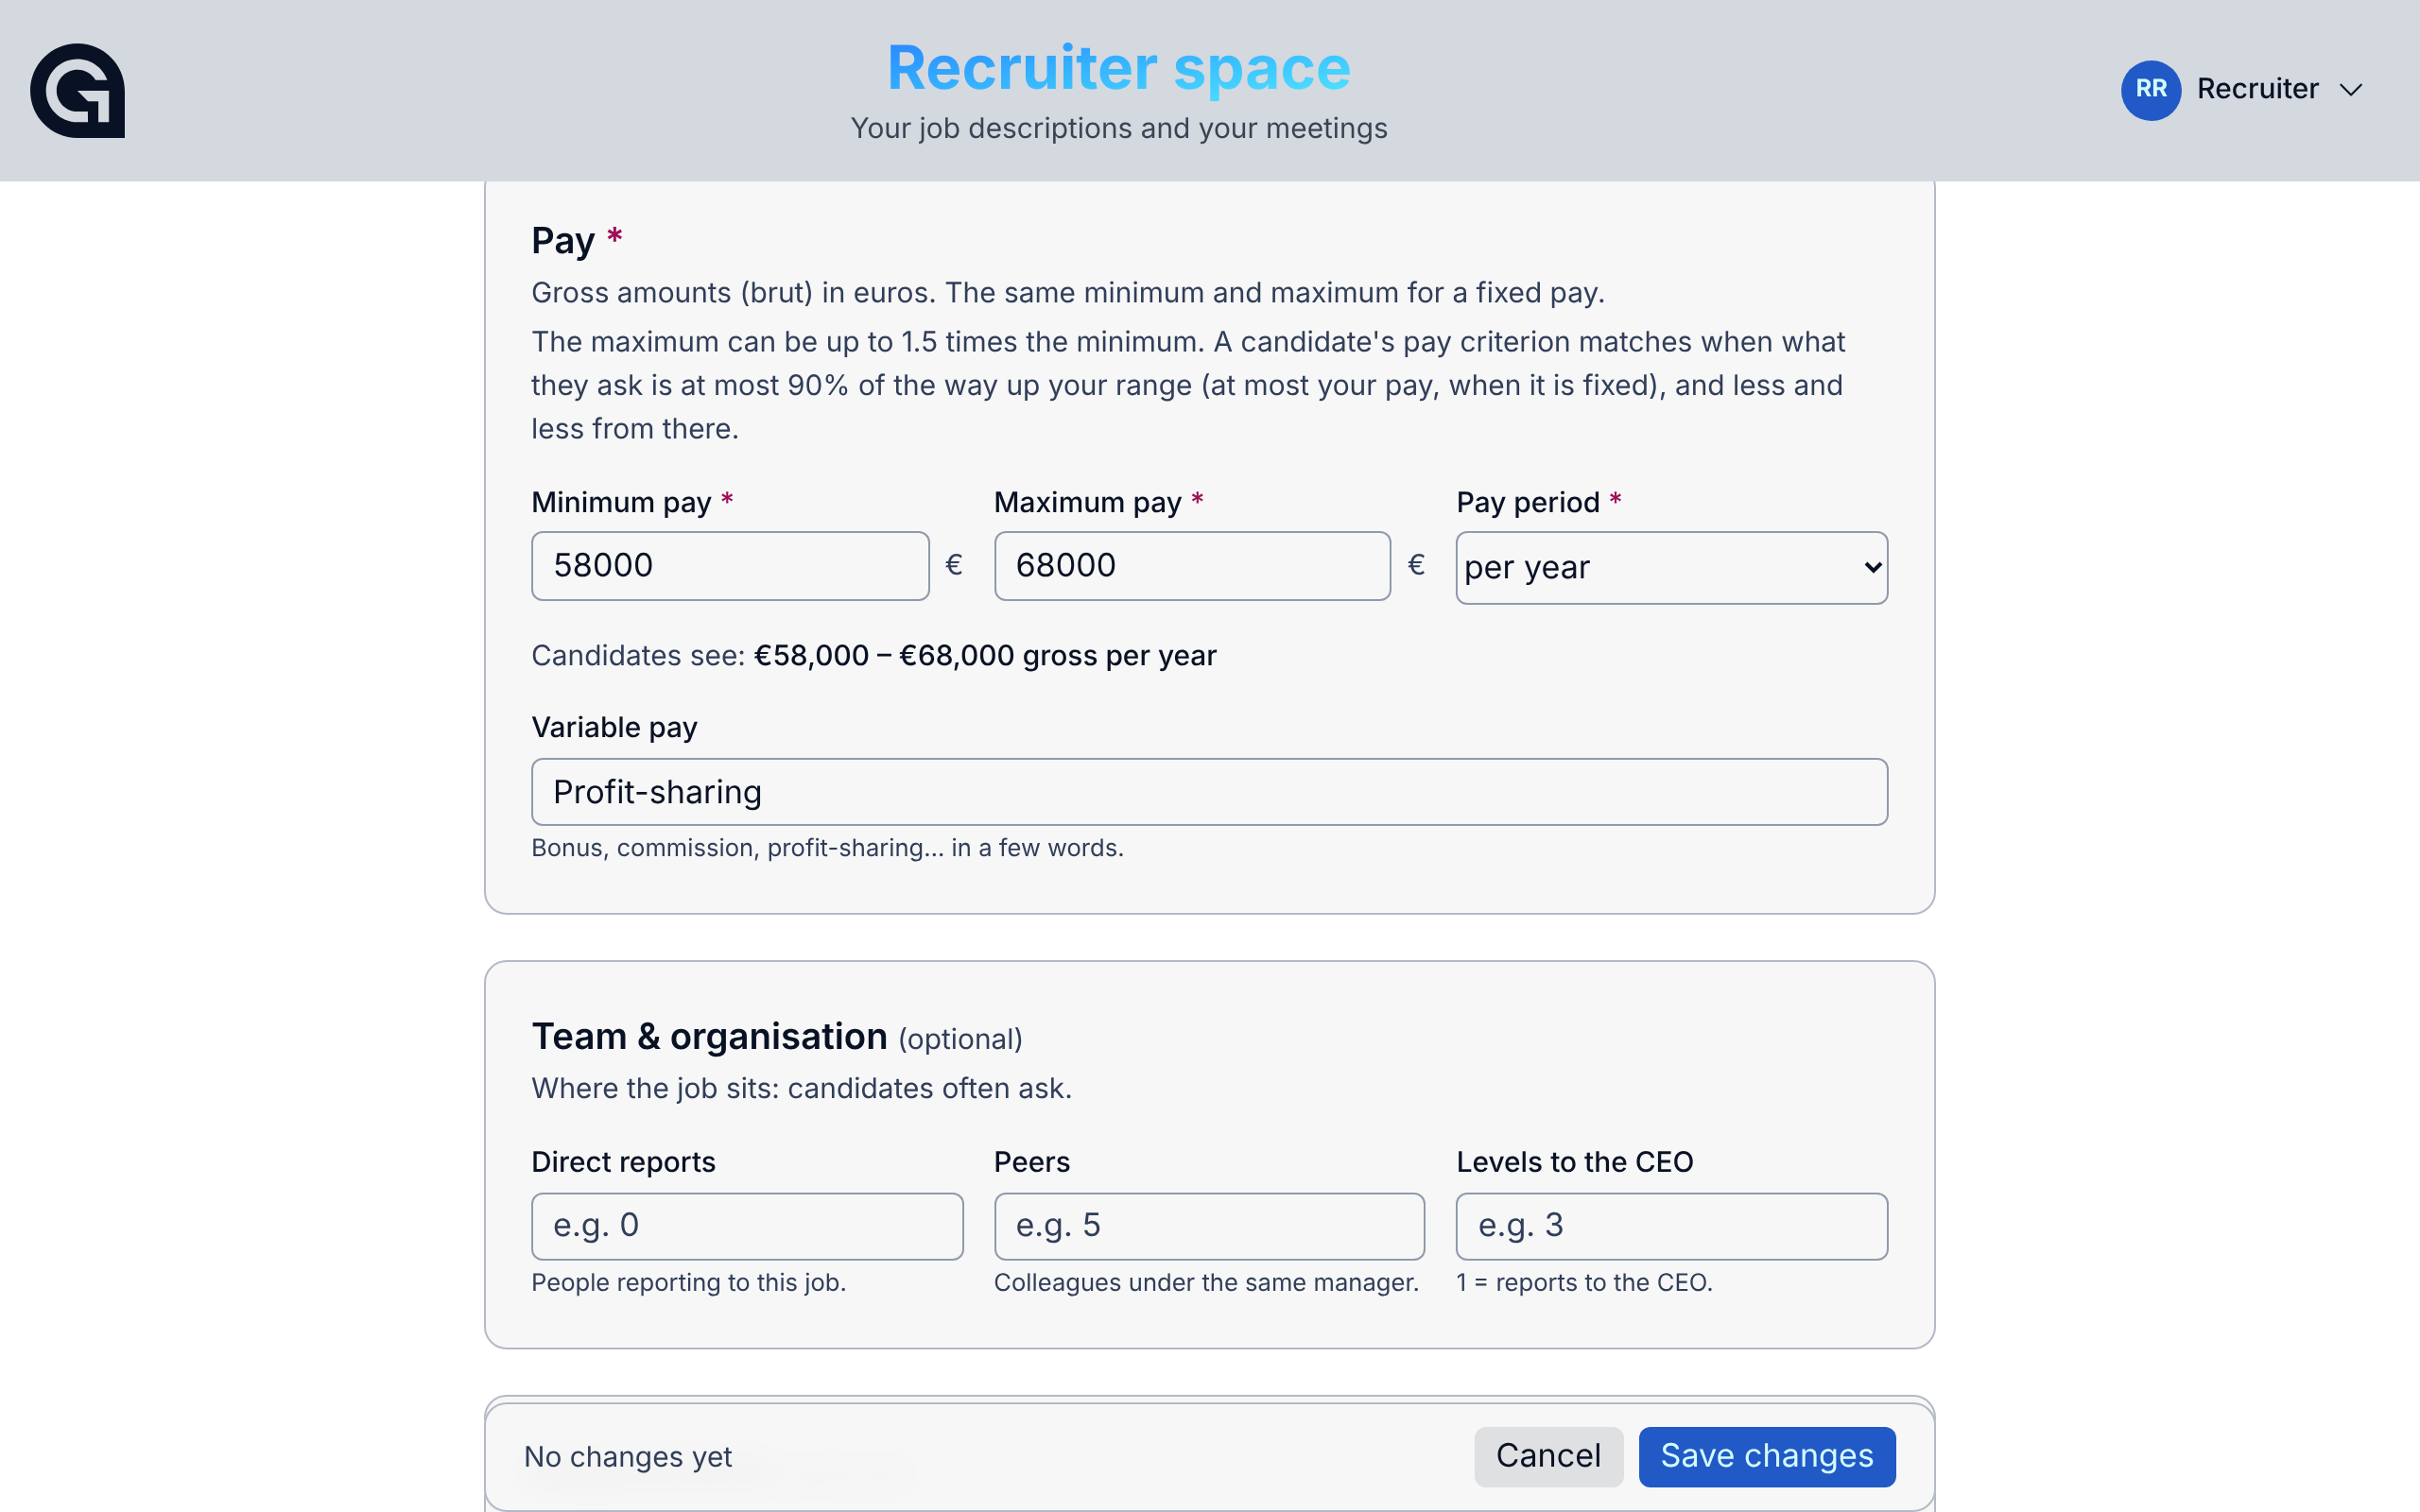 Recruiter space
Your job descriptions and your meetings
RR Recruiter
Pay *
Gross amounts (brut) in euros. The same minimum and maximum for a fixed pay.
The maximum can be up to 1.5 times the minimum. A candidate's pay criterion matches when what
they ask is at most 90% of the way up your range (at most your pay, when it is fixed), and less and
less from there.
Minimum pay * Maximum pay * Pay period *
58000 € 68000 € per year
Candidates see: €58,000 – €68,000 gross per year
Variable pay
Profit-sharing
Bonus, commission, profit-sharing... in a few words.
Team & organisation (optional)
Where the job sits: candidates often ask.
Direct reports Peers Levels to the CEO
e.g. 0 e.g. 5 e.g. 3
People reporting to this job. Colleagues under the same manager. 1 = reports to the CEO.
No changes yet Cancel Save changes